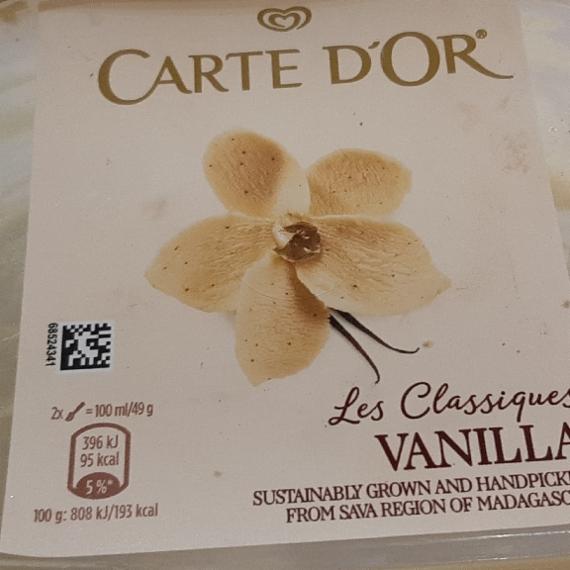 CARTE D'OR®
68524341
2x = 100 ml/49 g
396 kJ
95 kcal
5%*
100 g: 808 kJ/193 kcal
Les Classiques
VANILLA
SUSTAINABLY GROWN AND HANDPICK
FROM SAVA REGION OF MADAGASC